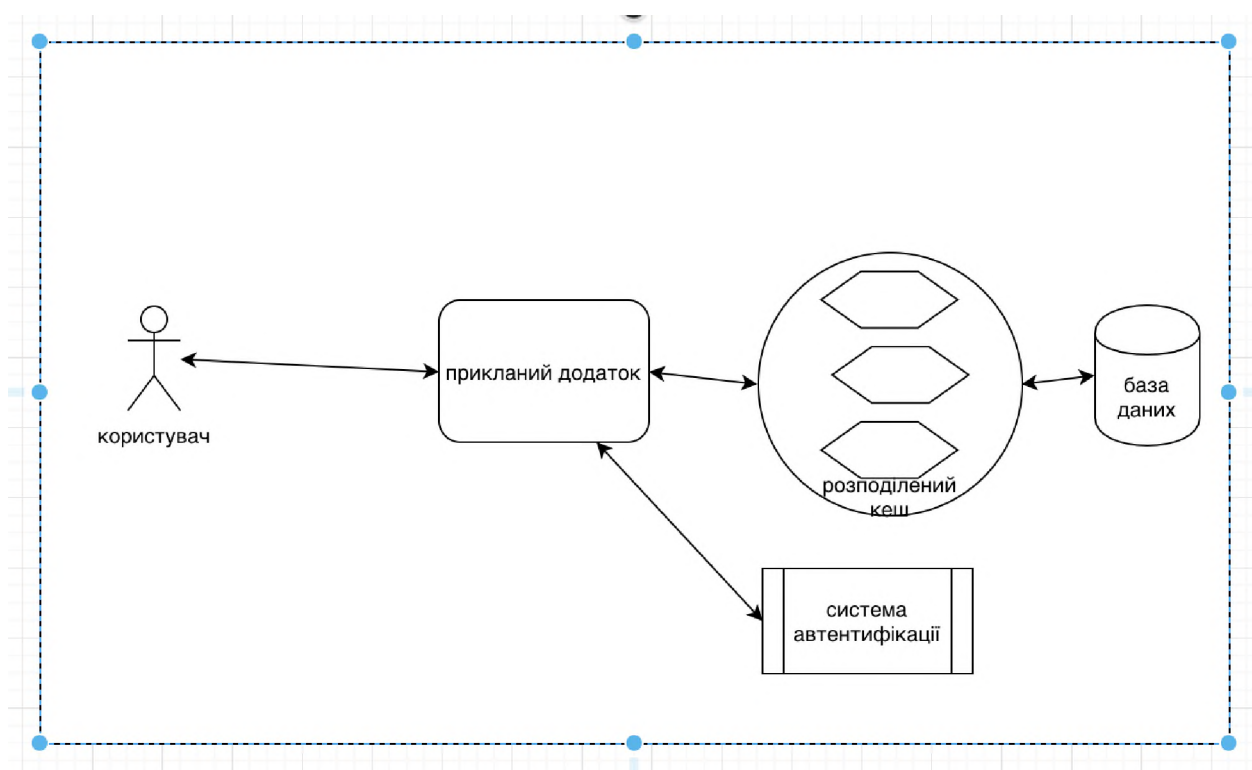 користувач
прикланий додаток
розподілений
кеш
база
даних
система
автентифікації